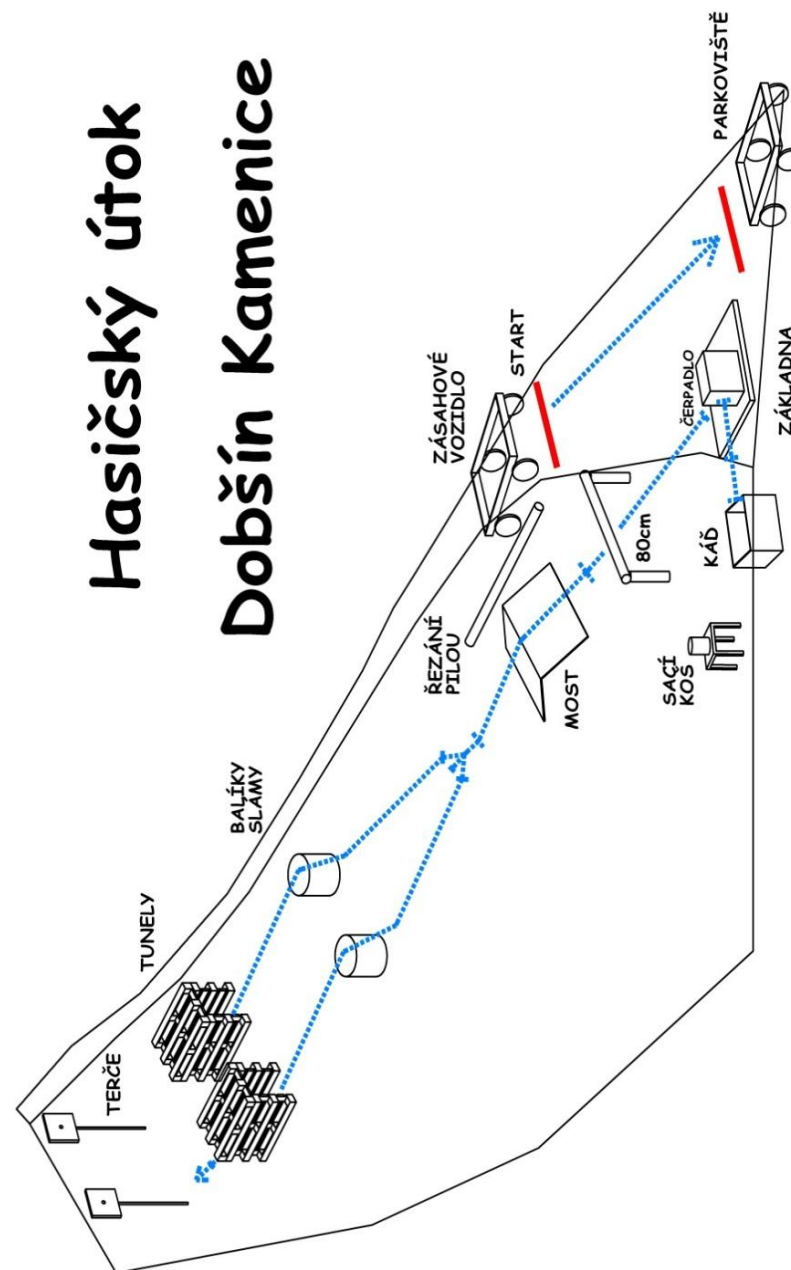 Hasičský útok
Dobšín Kamenice
PARKOVIŠTĚ
START
ZÁSAHOVÉ
VOZIDLO
ČERPADLO
ZÁKLADNA
80cm
KÁĎ
ŘEZÁNÍ
PILOU
MOST
SACÍ
KOS
BALÍKY
SLÁMY
TUNELY
TERČE